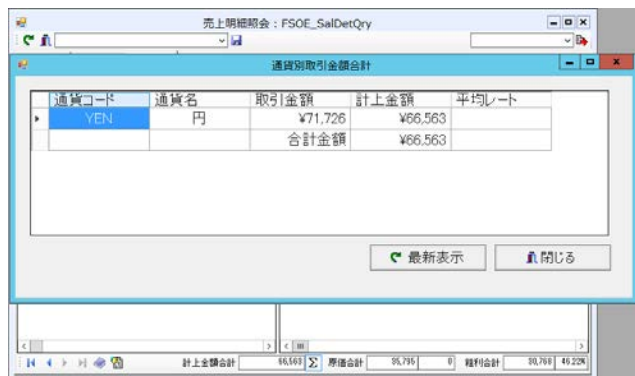 売上明細照会 : FSOE_SalDetQry
通貨別取引金額合計
通貨コード 通貨名 取引金額 計上金額 平均レート
YEN 円 ¥71,726 ¥66,563
合計金額 ¥66,563
最新表示 閉じる
計上金額合計 66,563 Σ 原価合計 35,795 0 粗利合計 30,768 46.22%